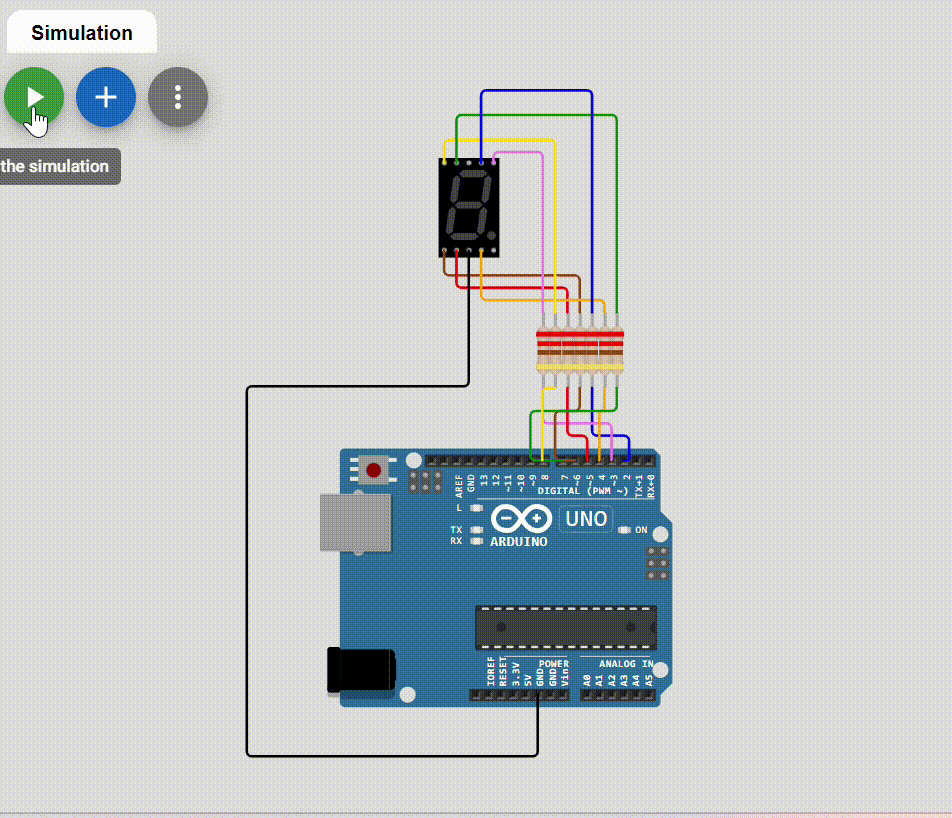 Simulation
the simulation
AREF
GND
13
12
~11
~10
~9
8
7
~6
~5
4
~3
2
TX→1
RX←0
DIGITAL (PWM ~)
L
TX
RX
UNO
ON
ARDUINO
IOREF
RESET
3.3V
5V
GND
GND
Vin
POWER
ANALOG IN
A0
A1
A2
A3
A4
A5